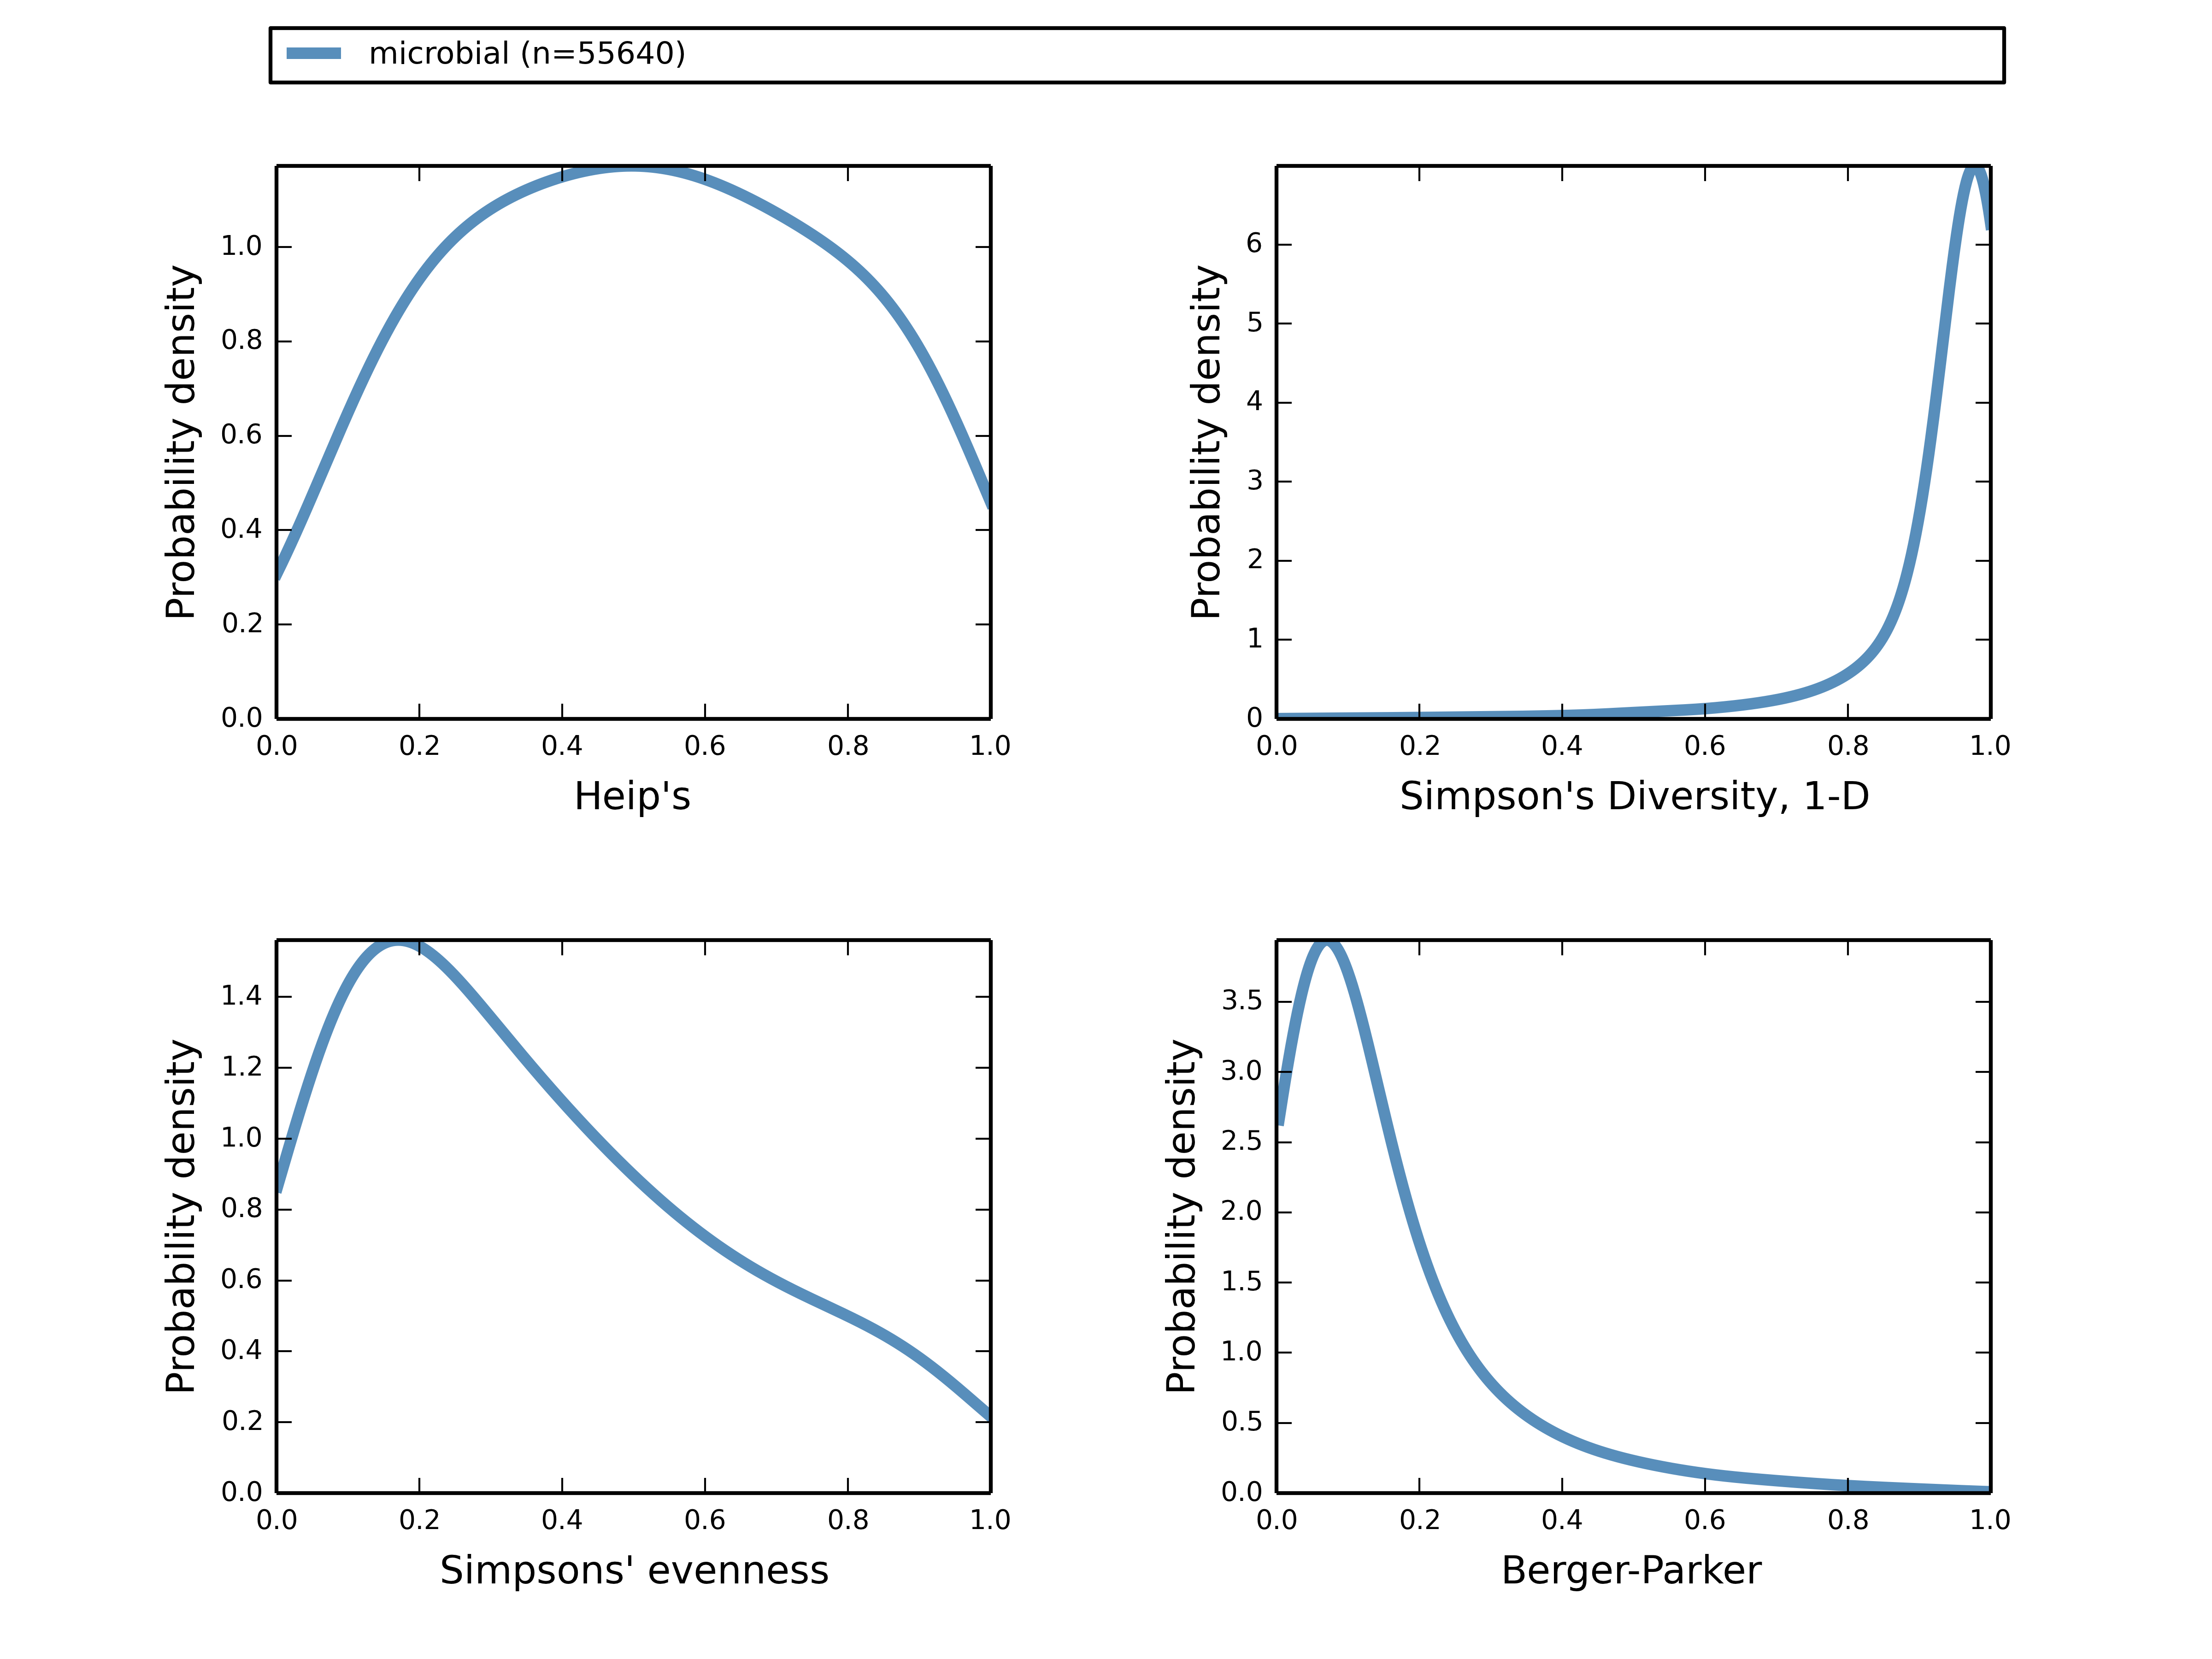 microbial (n=55640)
Probability density
1.0
0.8
0.6
0.4
0.2
0.0
0.0 0.2 0.4 0.6 0.8 1.0
Heip's
Probability density
6
5
4
3
2
1
0
0.0 0.2 0.4 0.6 0.8 1.0
Simpson's Diversity, 1-D
Probability density
1.4
1.2
1.0
0.8
0.6
0.4
0.2
0.0
0.0 0.2 0.4 0.6 0.8 1.0
Simpsons' evenness
Probability density
3.5
3.0
2.5
2.0
1.5
1.0
0.5
0.0
0.0 0.2 0.4 0.6 0.8 1.0
Berger-Parker